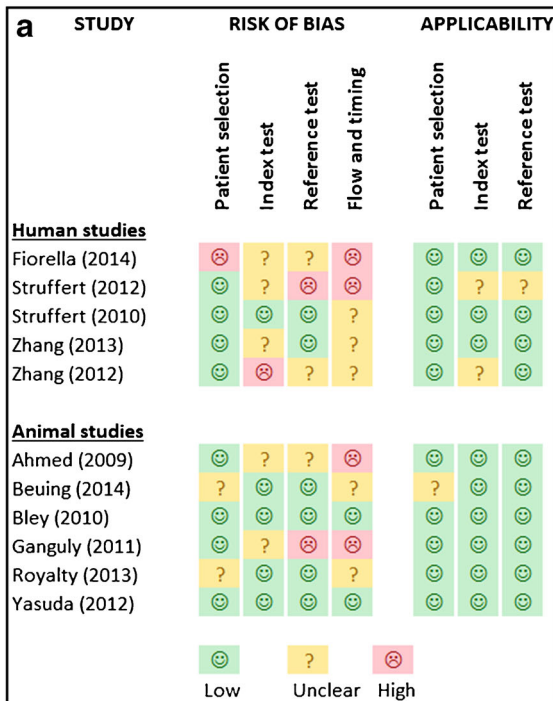 a STUDY RISK OF BIAS APPLICABILITY
Patient selection
Index test
Reference test
Flow and timing
Patient selection
Index test
Reference test
Human studies
Fiorella (2014) ☹ ? ? ☹ ☺ ☺ ☺
Struffert (2012) ☺ ? ☹ ☹ ☺ ? ?
Struffert (2010) ☺ ☺ ☺ ? ☺ ☺ ☺
Zhang (2013) ☺ ? ☺ ? ☺ ☺ ☺
Zhang (2012) ☺ ☹ ? ? ☺ ? ☺
Animal studies
Ahmed (2009) ☺ ? ? ☹ ☺ ☺ ☺
Beuing (2014) ? ☺ ☺ ? ? ☺ ☺
Bley (2010) ☺ ☺ ☺ ☺ ☺ ☺ ☺
Ganguly (2011) ☺ ? ☹ ☹ ☺ ☺ ☺
Royalty (2013) ? ☺ ☺ ? ☺ ☺ ☺
Yasuda (2012) ☺ ☺ ☺ ☺ ☺ ☺ ☺
☺ ? ☹
Low Unclear High